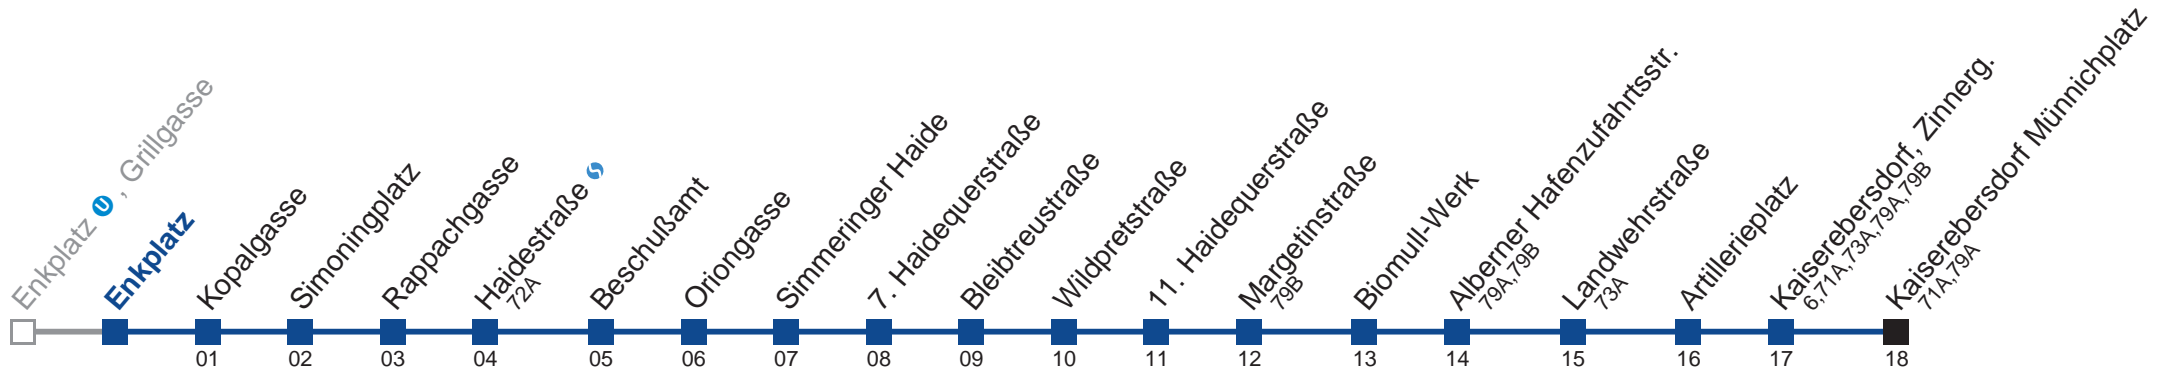 Enkplatz U , Grillgasse
Enkplatz
Kopalgasse
Simoningplatz
Rappachgasse
Haidestraße
72A
Beschußamt
Oriongasse
Simmeringer Haide
7. Haidequerstraße
Bleibtreustraße
Wildpretstraße
11. Haidequerstraße
Margetinstraße
79B
Biomull-Werk
Alberner Hafenzufahrtsstr.
79A,79B
Landwehrstraße
73A
Artillerieplatz
Kaiserebersdorf, Zinnerg.
6,71A,73A,79A,79B
Kaiserebersdorf Münnichplatz
71A,79A
01 02 03 04 05 06 07 08 09 10 11 12 13 14 15 16 17 18